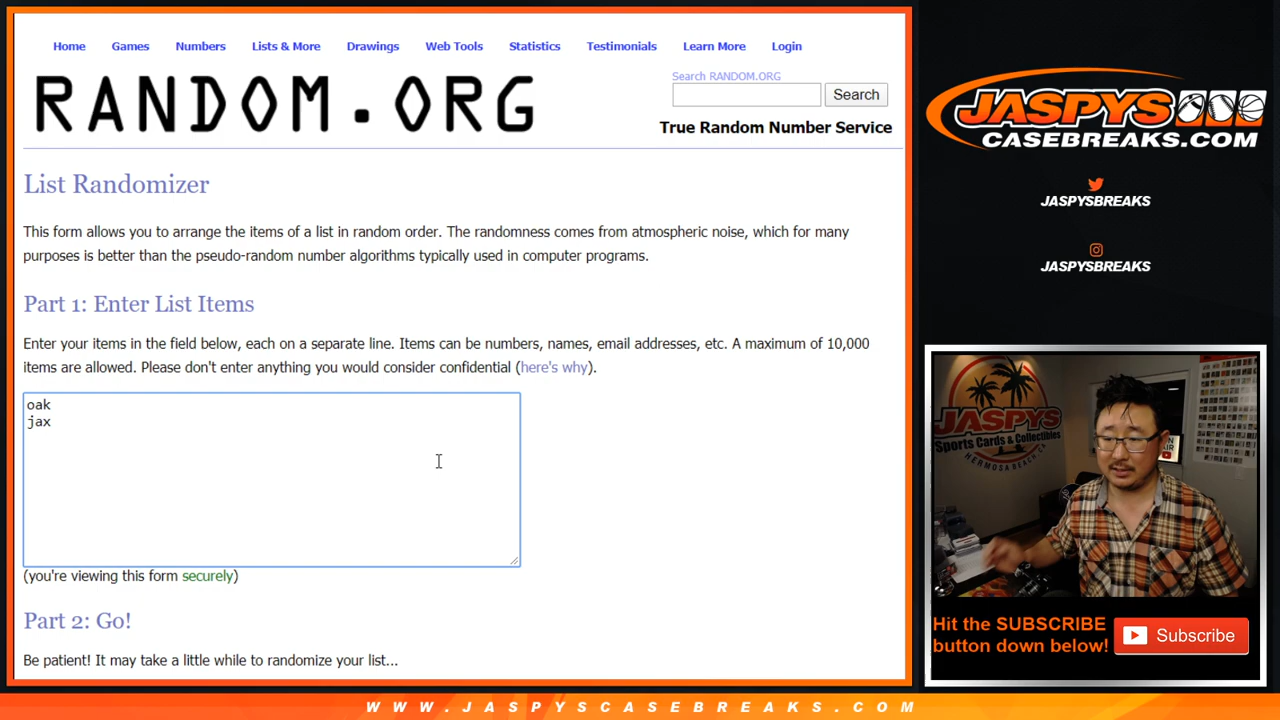 Home Games Numbers Lists & More Drawings Web Tools Statistics Testimonials Learn More Login
RANDOM.ORG
Search RANDOM.ORG
Search
True Random Number Service
List Randomizer
This form allows you to arrange the items of a list in random order. The randomness comes from atmospheric noise, which for many
purposes is better than the pseudo-random number algorithms typically used in computer programs.
Part 1: Enter List Items
Enter your items in the field below, each on a separate line. Items can be numbers, names, email addresses, etc. A maximum of 10,000
items are allowed. Please don't enter anything you would consider confidential (here's why).
oak
jax
(you're viewing this form securely)
Part 2: Go!
Be patient! It may take a little while to randomize your list...
JASPYS
CASEBREAKS.COM
JASPYSBREAKS
JASPYSBREAKS
JASPYS
Sports Cards & Collectibles
HERMOSA BEACH, CA
Hit the SUBSCRIBE
button down below!
Subscribe
WWW.JASPYSCASEBREAKS.COM